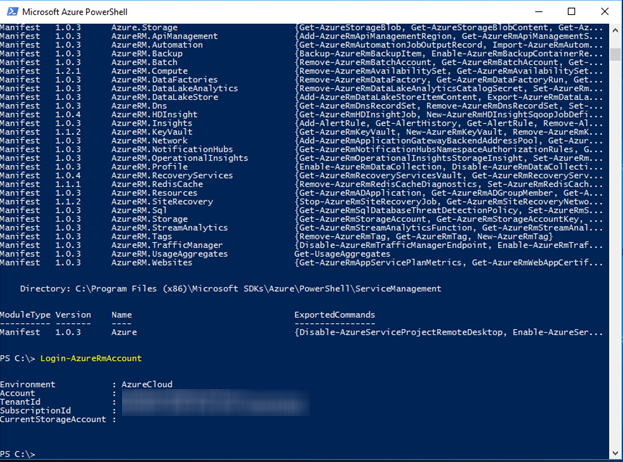 Microsoft Azure PowerShell
Manifest 1.0.3 Azure.Storage {Get-AzureStorageBlob, Get-AzureStorageBlobContent, Get-Az...
Manifest 1.0.3 AzureRM.ApiManagement {Add-AzureRmApiManagementRegion, Get-AzureRmApiManagementS...
Manifest 1.0.3 AzureRM.Automation {Get-AzureRMAutomationJobOutputRecord, Import-AzureRmAutom...
Manifest 1.0.3 AzureRM.Backup {Backup-AzureRmBackupItem, Enable-AzureRmBackupContainerRe...
Manifest 1.0.3 AzureRM.Batch {Remove-AzureRmBatchAccount, Get-AzureRmBatchAccount, Get-...
Manifest 1.2.1 AzureRM.Compute {Remove-AzureRmAvailabilitySet, Get-AzureRmAvailabilitySet...
Manifest 1.0.3 AzureRM.DataFactories {Remove-AzureRmDataFactory, Get-AzureRmDataFactoryRun, Get...
Manifest 1.0.3 AzureRM.DataLakeAnalytics {Remove-AzureRmDataLakeAnalyticsCatalogSecret, Set-AzureRm...
Manifest 1.0.3 AzureRM.DataLakeStore {Add-AzureRmDataLakeStoreItemContent, Export-AzureRmDataLa...
Manifest 1.0.3 AzureRM.Dns {Get-AzureRmDnsRecordSet, Remove-AzureRmDnsRecordSet, Set-...
Manifest 1.0.4 AzureRM.HDInsight {Get-AzureRmHDInsightJob, New-AzureRmHDInsightSqoopJobDefi...
Manifest 1.0.3 AzureRM.Insights {Add-AlertRule, Get-AlertHistory, Get-AlertRule, Remove-Al...
Manifest 1.1.2 AzureRM.KeyVault {Get-AzureRmKeyVault, New-AzureRmKeyVault, Remove-AzureRmK...
Manifest 1.0.3 AzureRM.Network {Add-AzureRmApplicationGatewayBackendAddressPool, Get-Azur...
Manifest 1.0.3 AzureRM.NotificationHubs {Get-AzureRmNotificationHubsNamespaceAuthorizationRules, G...
Manifest 1.0.3 AzureRM.OperationalInsights {Get-AzureRmOperationalInsightsStorageInsight, Set-AzureRm...
Manifest 1.0.3 AzureRM.Profile {Enable-AzureRmDataCollection, Disable-AzureRmDataCollecti...
Manifest 1.0.4 AzureRM.RecoveryServices {Get-AzureRmRecoveryServicesVault, Get-AzureRmRecoveryServ...
Manifest 1.1.1 AzureRM.RedisCache {Remove-AzureRmRedisCacheDiagnostics, Set-AzureRmRedisCach...
Manifest 1.0.3 AzureRM.Resources {Get-AzureRmADApplication, Get-AzureRmADGroupMember, Get-A...
Manifest 1.1.2 AzureRM.SiteRecovery {Stop-AzureRmSiteRecoveryJob, Get-AzureRmSiteRecoveryNetwo...
Manifest 1.0.3 AzureRM.Sql {Get-AzureRmSqlDatabaseThreatDetectionPolicy, Set-AzureRmS...
Manifest 1.0.3 AzureRM.Storage {Get-AzureRmStorageAccount, Get-AzureRmStorageAccountKey, ...
Manifest 1.0.3 AzureRM.StreamAnalytics {Get-AzureRmStreamAnalyticsFunction, Get-AzureRmStreamAnal...
Manifest 1.0.3 AzureRM.Tags {Remove-AzureRmTag, Get-AzureRmTag, New-AzureRmTag}
Manifest 1.0.3 AzureRM.TrafficManager {Disable-AzureRmTrafficManagerEndpoint, Enable-AzureRmTraf...
Manifest 1.0.3 AzureRM.UsageAggregates Get-UsageAggregates
Manifest 1.0.3 AzureRM.Websites {Get-AzureRmAppServicePlanMetrics, Get-AzureRmWebAppCertif...
Directory: C:\Program Files (x86)\Microsoft SDKs\Azure\PowerShell\ServiceManagement
ModuleType Version Name ExportedCommands
---------- ------- ---- ----------------
Manifest 1.0.3 Azure {Disable-AzureServiceProjectRemoteDesktop, Enable-AzureSer...
PS C:\> Login-AzureRmAccount
Environment : AzureCloud
Account :
TenantId :
SubscriptionId :
CurrentStorageAccount :
PS C:\>